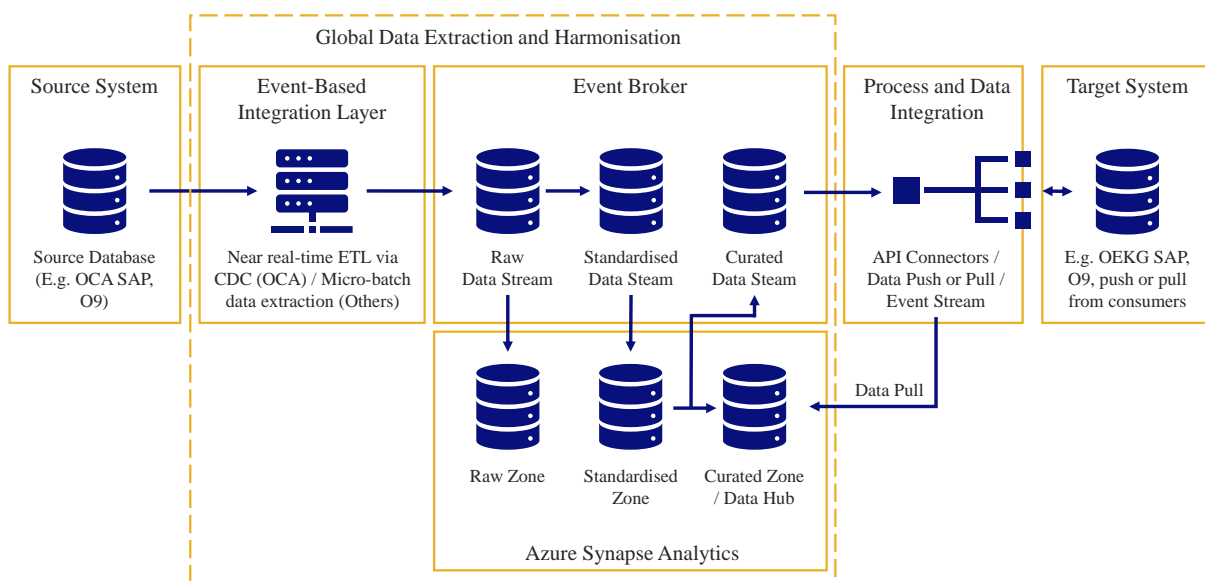 Global Data Extraction and Harmonisation
Source System
Event-Based
Integration Layer
Event Broker
Process and Data
Integration
Target System
Source Database
(E.g. OCA SAP,
O9)
Near real-time ETL via
CDC (OCA) / Micro-batch
data extraction (Others)
Raw
Data Stream
Standardised
Data Steam
Curated
Data Steam
API Connectors /
Data Push or Pull /
Event Stream
E.g. OEKG SAP,
O9, push or pull
from consumers
Data Pull
Raw Zone
Standardised
Zone
Curated Zone
/ Data Hub
Azure Synapse Analytics